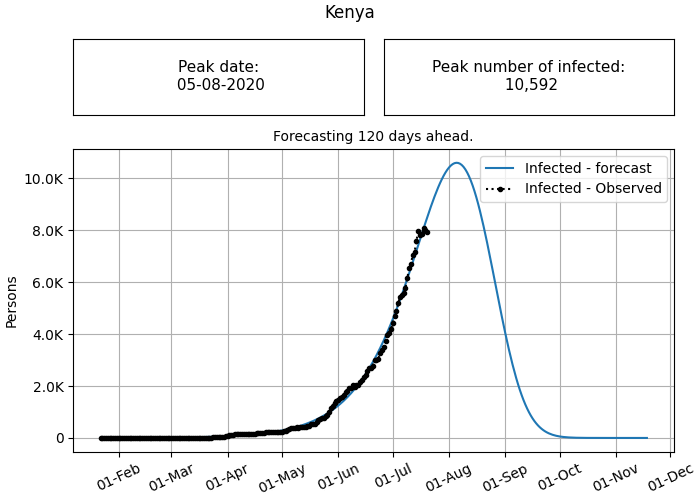 Kenya
Peak date:
05-08-2020
Peak number of infected:
10,592
Forecasting 120 days ahead.
Infected - forecast
Infected - Observed
10.0K
8.0K
6.0K
4.0K
2.0K
0
Persons
01-Feb
01-Mar
01-Apr
01-May
01-Jun
01-Jul
01-Aug
01-Sep
01-Oct
01-Nov
01-Dec